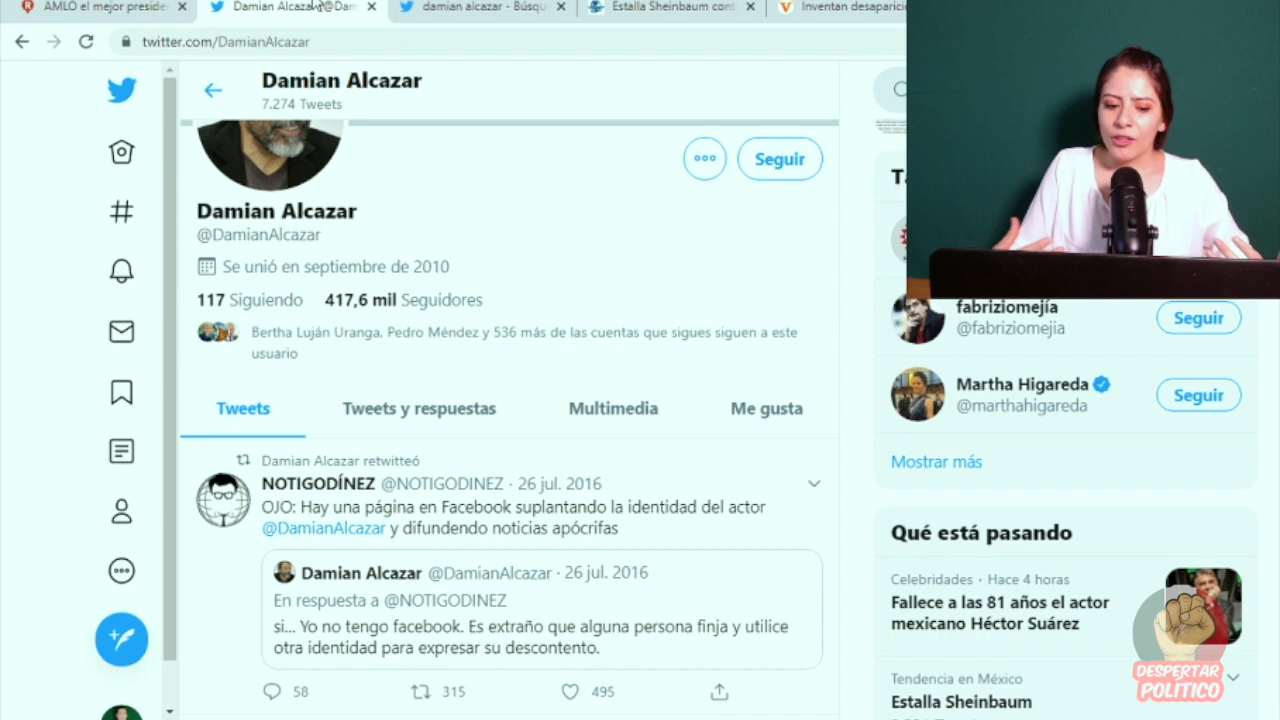 AMLO el mejor preside
Damian Alcazar
damian alcazar - Búsqu
Estalla Sheinbaum cont
Inventan desaparici
twitter.com/DamianAlcazar
Damian Alcazar
7.274 Tweets
Seguir
Damian Alcazar
@DamianAlcazar
Se unió en septiembre de 2010
117 Siguiendo 417,6 mil Seguidores
Bertha Luján Uranga, Pedro Méndez y 536 más de las cuentas que sigues siguen a este
usuario
Tweets Tweets y respuestas Multimedia Me gusta
Damian Alcazar retwitteó
NOTIGODÍNEZ @NOTIGODINEZ · 26 jul. 2016
OJO: Hay una página en Facebook suplantando la identidad del actor
@DamianAlcazar y difundendo noticias apócrifas
Damian Alcazar @DamianAlcazar · 26 jul. 2016
En respuesta a @NOTIGODINEZ
si... Yo no tengo facebook. Es extraño que alguna persona finja y utilice
otra identidad para expresar su descontento.
58 315 495
fabriziomejía
@fabriziomejia
Seguir
Martha Higareda
@marthahigareda
Seguir
Mostrar más
Qué está pasando
Celebridades · Hace 4 horas
Fallece a las 81 años el actor
mexicano Héctor Suárez
Tendencia en México
Estalla Sheinbaum
DESPERTAR
POLÍTICO